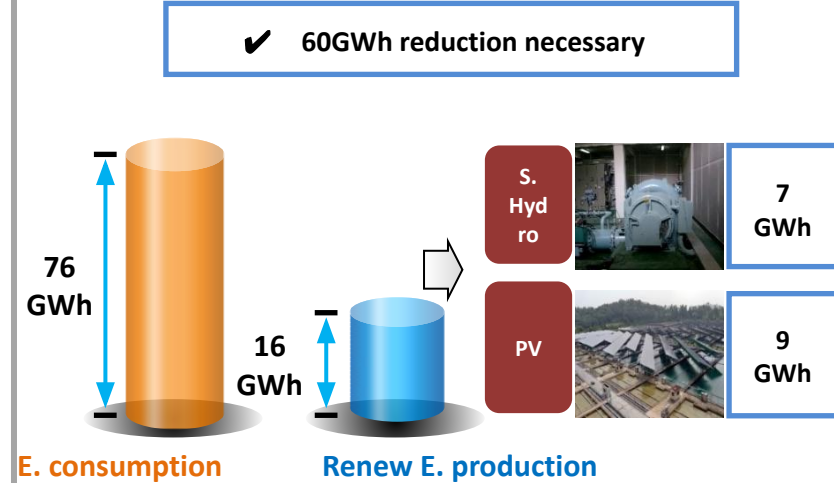 ✔ 60GWh reduction necessary
76
GWh
16
GWh
S.
Hyd
ro
7
GWh
PV
9
GWh
E. consumption
Renew E. production